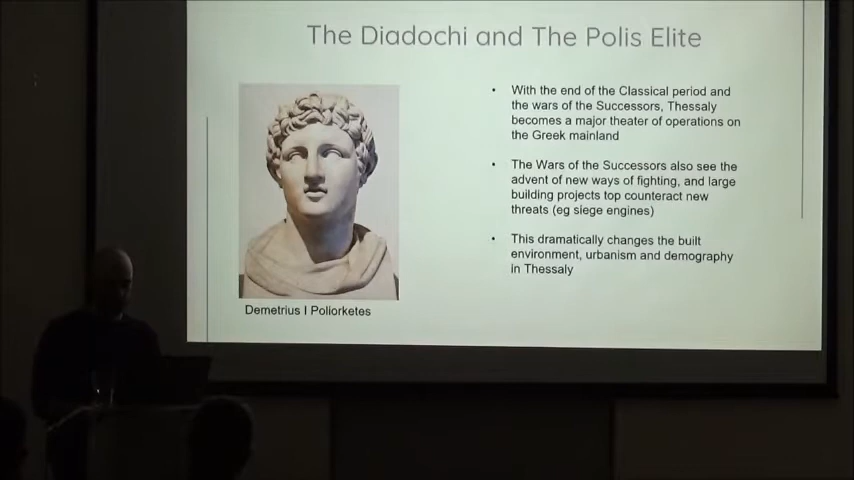 The Diadochi and The Polis Elite
• With the end of the Classical period and
the wars of the Successors, Thessaly
becomes a major theater of operations on
the Greek mainland
• The Wars of the Successors also see the
advent of new ways of fighting, and large
building projects top counteract new
threats (eg siege engines)
• This dramatically changes the built
environment, urbanism and demography
in Thessaly
Demetrius I Poliorketes